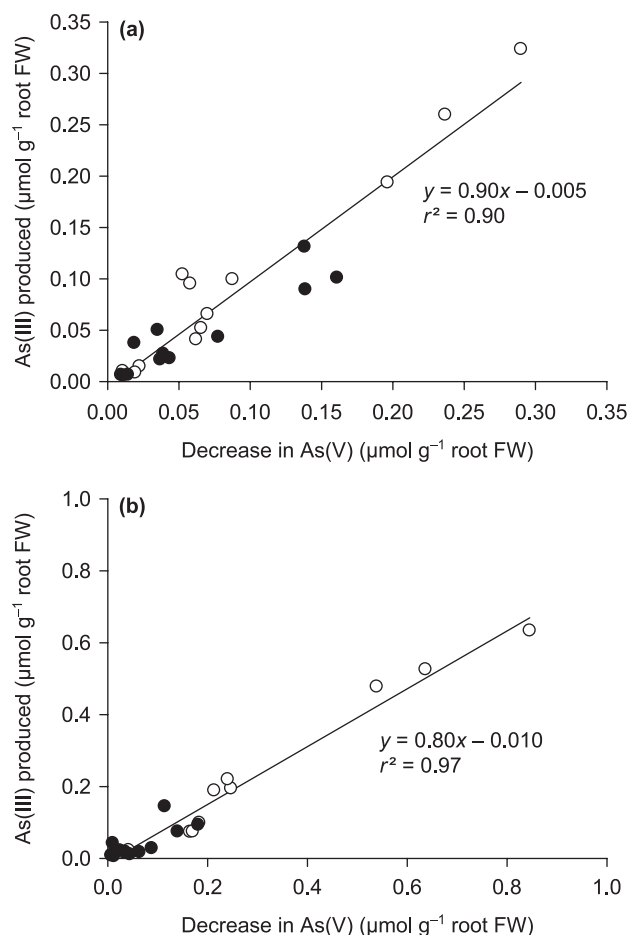 (a)
As(III) produced (µmol g⁻¹ root FW)
0.35
0.30
0.25
0.20
0.15
0.10
0.05
0.00
y = 0.90x – 0.005
r² = 0.90
0.00 0.05 0.10 0.15 0.20 0.25 0.30 0.35
Decrease in As(V) (µmol g⁻¹ root FW)
(b)
As(III) produced (µmol g⁻¹ root FW)
1.0
0.8
0.6
0.4
0.2
0.0
y = 0.80x – 0.010
r² = 0.97
0.0 0.2 0.4 0.6 0.8 1.0
Decrease in As(V) (µmol g⁻¹ root FW)